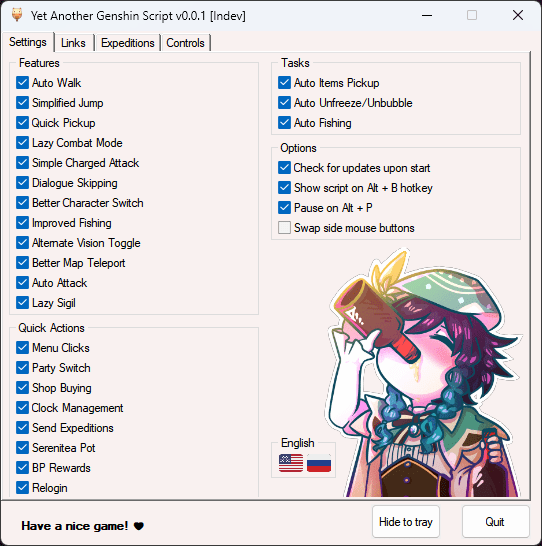 Yet Another Genshin Script v0.0.1 [Indev]
Settings Links Expeditions Controls
Features
Auto Walk
Simplified Jump
Quick Pickup
Lazy Combat Mode
Simple Charged Attack
Dialogue Skipping
Better Character Switch
Improved Fishing
Alternate Vision Toggle
Better Map Teleport
Auto Attack
Lazy Sigil
Quick Actions
Menu Clicks
Party Switch
Shop Buying
Clock Management
Send Expeditions
Serenitea Pot
BP Rewards
Relogin
Tasks
Auto Items Pickup
Auto Unfreeze/Unbubble
Auto Fishing
Options
Check for updates upon start
Show script on Alt + B hotkey
Pause on Alt + P
Swap side mouse buttons
English
Have a nice game! ❤
Hide to tray
Quit